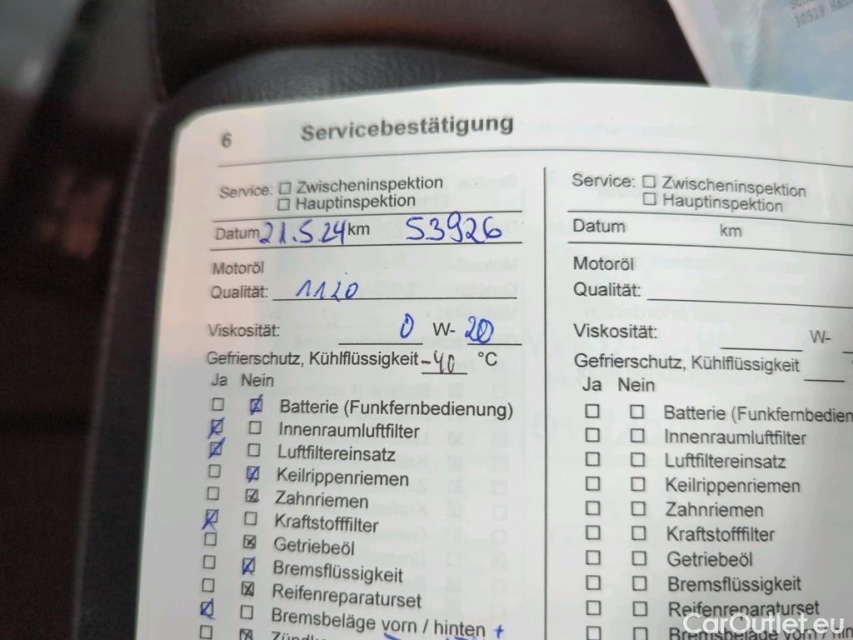 30519
6 Servicebestätigung
Service: ☐ Zwischeninspektion
☐ Hauptinspektion
Datum 21.5.24 km 53926
Motoröl
Qualität: 1120
Viskosität: 0 W- 20
Gefrierschutz, Kühlflüssigkeit -40 °C
Ja Nein
☐ ☒ Batterie (Funkfernbedienung)
☒ ☐ Innenraumluftfilter
☒ ☐ Luftfiltereinsatz
☐ ☒ Keilrippenriemen
☐ ☒ Zahnriemen
☒ ☐ Kraftstofffilter
☐ ☒ Getriebeöl
☐ ☒ Bremsflüssigkeit
☐ ☒ Reifenreparaturset
☒ ☐ Bremsbeläge vorn / hinten +
Service: ☐ Zwischeninspektion
☐ Hauptinspektion
Datum km
Motoröl
Qualität:
Viskosität: W-
Gefrierschutz, Kühlflüssigkeit
Ja Nein
☐ ☐ Batterie (Funkfernbedien
☐ ☐ Innenraumluftfilter
☐ ☐ Luftfiltereinsatz
☐ ☐ Keilrippenriemen
☐ ☐ Zahnriemen
☐ ☐ Kraftstofffilter
☐ ☐ Getriebeöl
☐ ☐ Bremsflüssigkeit
☐ ☐ Reifenreparaturset
☐ ☐ Bremsbeläge vorn
CarOutlet.eu